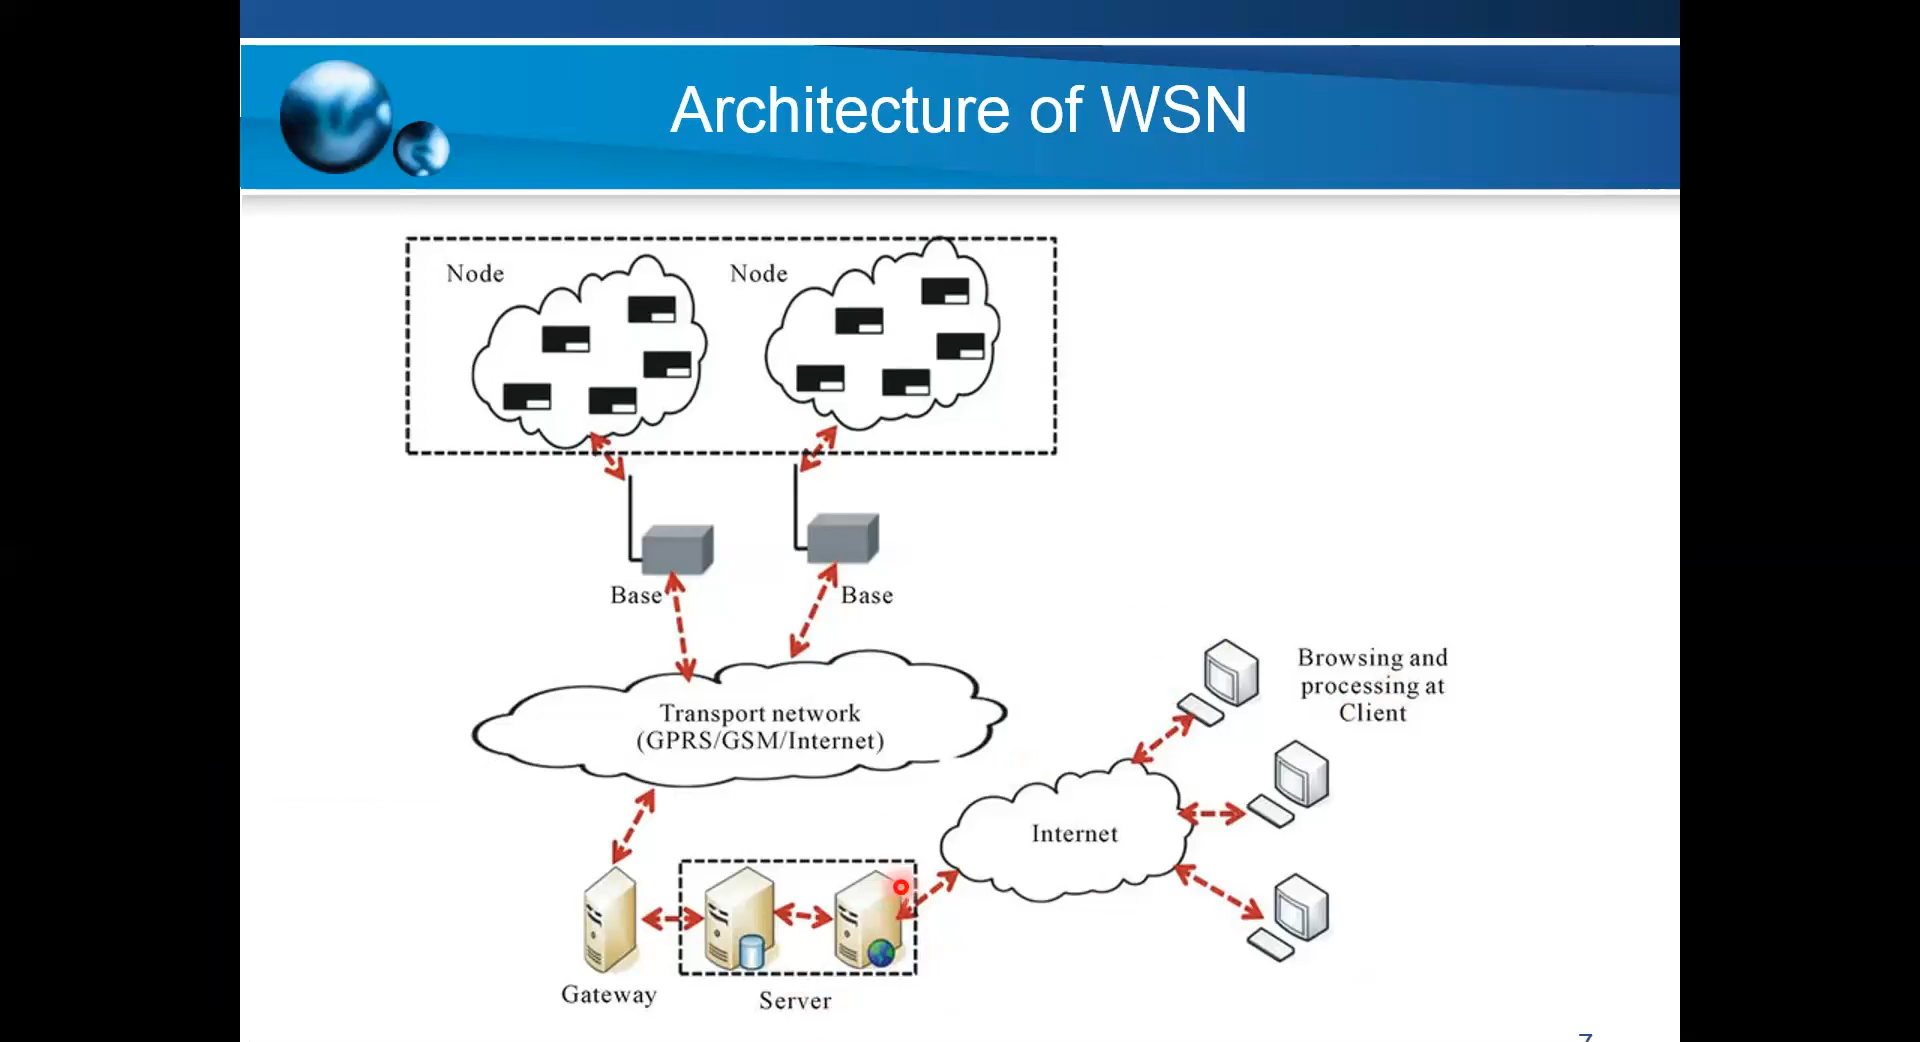 Architecture of WSN
Node
Node
Base
Base
Transport network
(GPRS/GSM/Internet)
Browsing and
processing at
Client
Internet
Gateway
Server
7